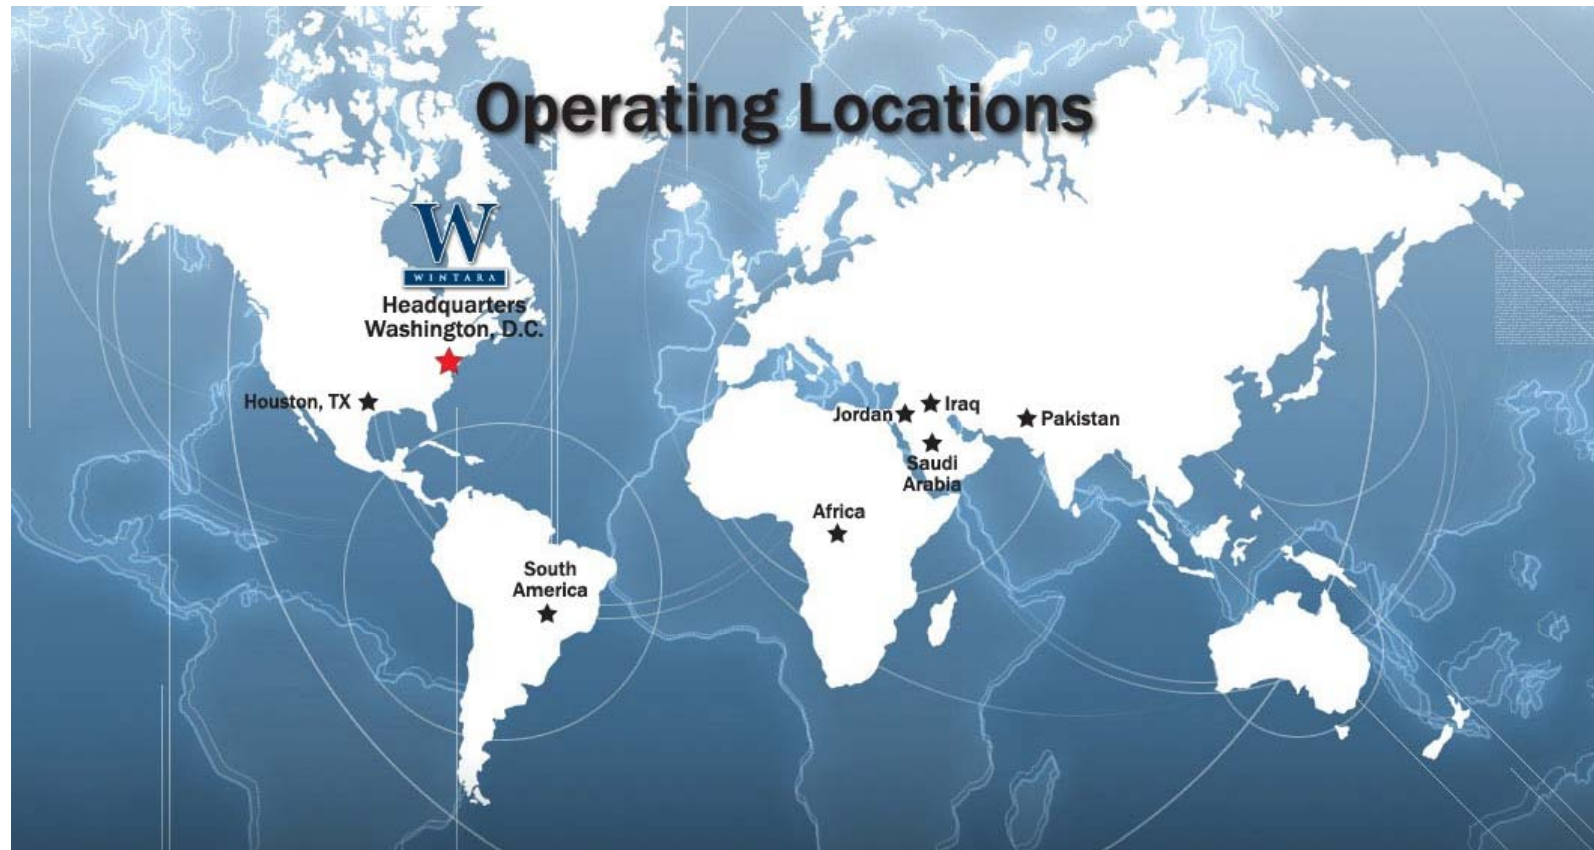 Operating Locations
W
WINTARA
Headquarters
Washington, D.C.
Houston, TX
Jordan
Iraq
Pakistan
Saudi
Arabia
Africa
South
America